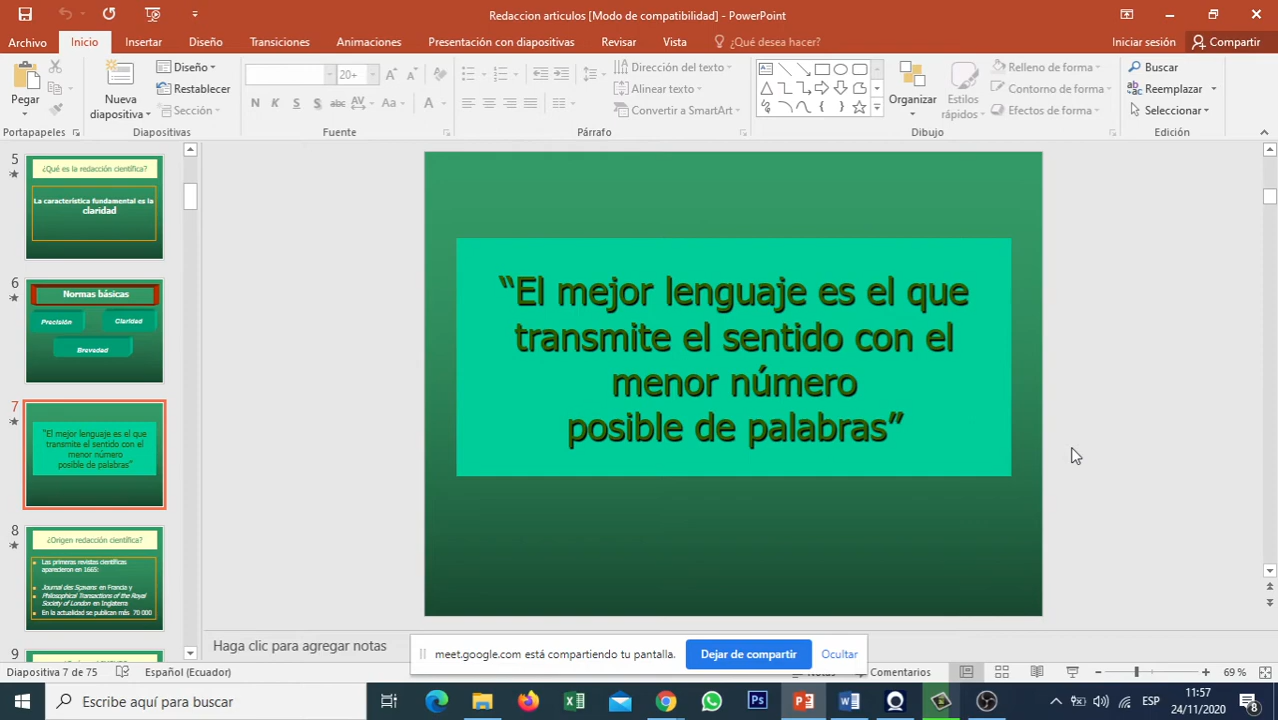 Redaccion articulos [Modo de compatibilidad] - PowerPoint
Archivo
Inicio
Insertar
Diseño
Transiciones
Animaciones
Presentación con diapositivas
Revisar
Vista
¿Qué desea hacer?
Iniciar sesión
Compartir
Pegar
Portapapeles
Nueva
diapositiva
Diseño
Restablecer
Sección
Diapositivas
20+
N K S S abc AV Aa A
Fuente
Dirección del texto
Alinear texto
Convertir a SmartArt
Párrafo
Organizar
Estilos
rápidos
Relleno de forma
Contorno de forma
Efectos de forma
Dibujo
Buscar
Reemplazar
Seleccionar
Edición
5
¿Qué es la redacción científica?
La característica fundamental es la
claridad
6
Normas básicas
Precisión
Claridad
Brevedad
7
“El mejor lenguaje es el que
transmite el sentido con el
menor número
posible de palabras”
8
¿Origen redacción científica?
Las primeras revistas científicas
aparecieron en 1665:
Journal des Sçavans en Francia y
Philosophical Transactions of the Royal
Society of London en Inglaterra
En la actualidad se publican más 70 000
9
“El mejor lenguaje es el que
transmite el sentido con el
menor número
posible de palabras”
Haga clic para agregar notas
meet.google.com está compartiendo tu pantalla.
Dejar de compartir
Ocultar
Diapositiva 7 de 75
Español (Ecuador)
Notas
Comentarios
69 %
Escribe aquí para buscar
ESP
11:57
24/11/2020
8